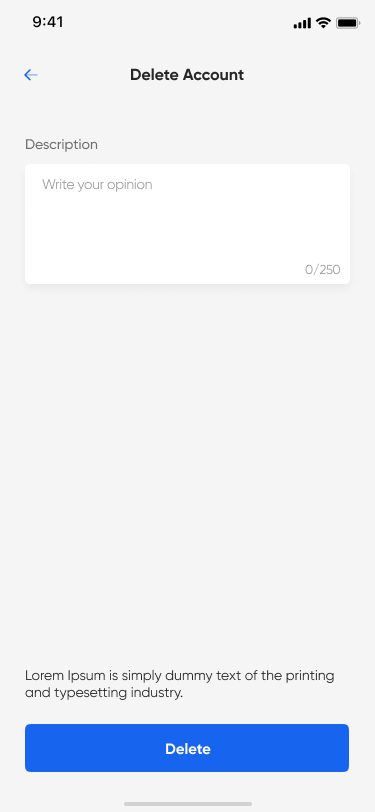 9:41
Delete Account
Description
Write your opinion
0/250
Lorem Ipsum is simply dummy text of the printing
and typesetting industry.
Delete